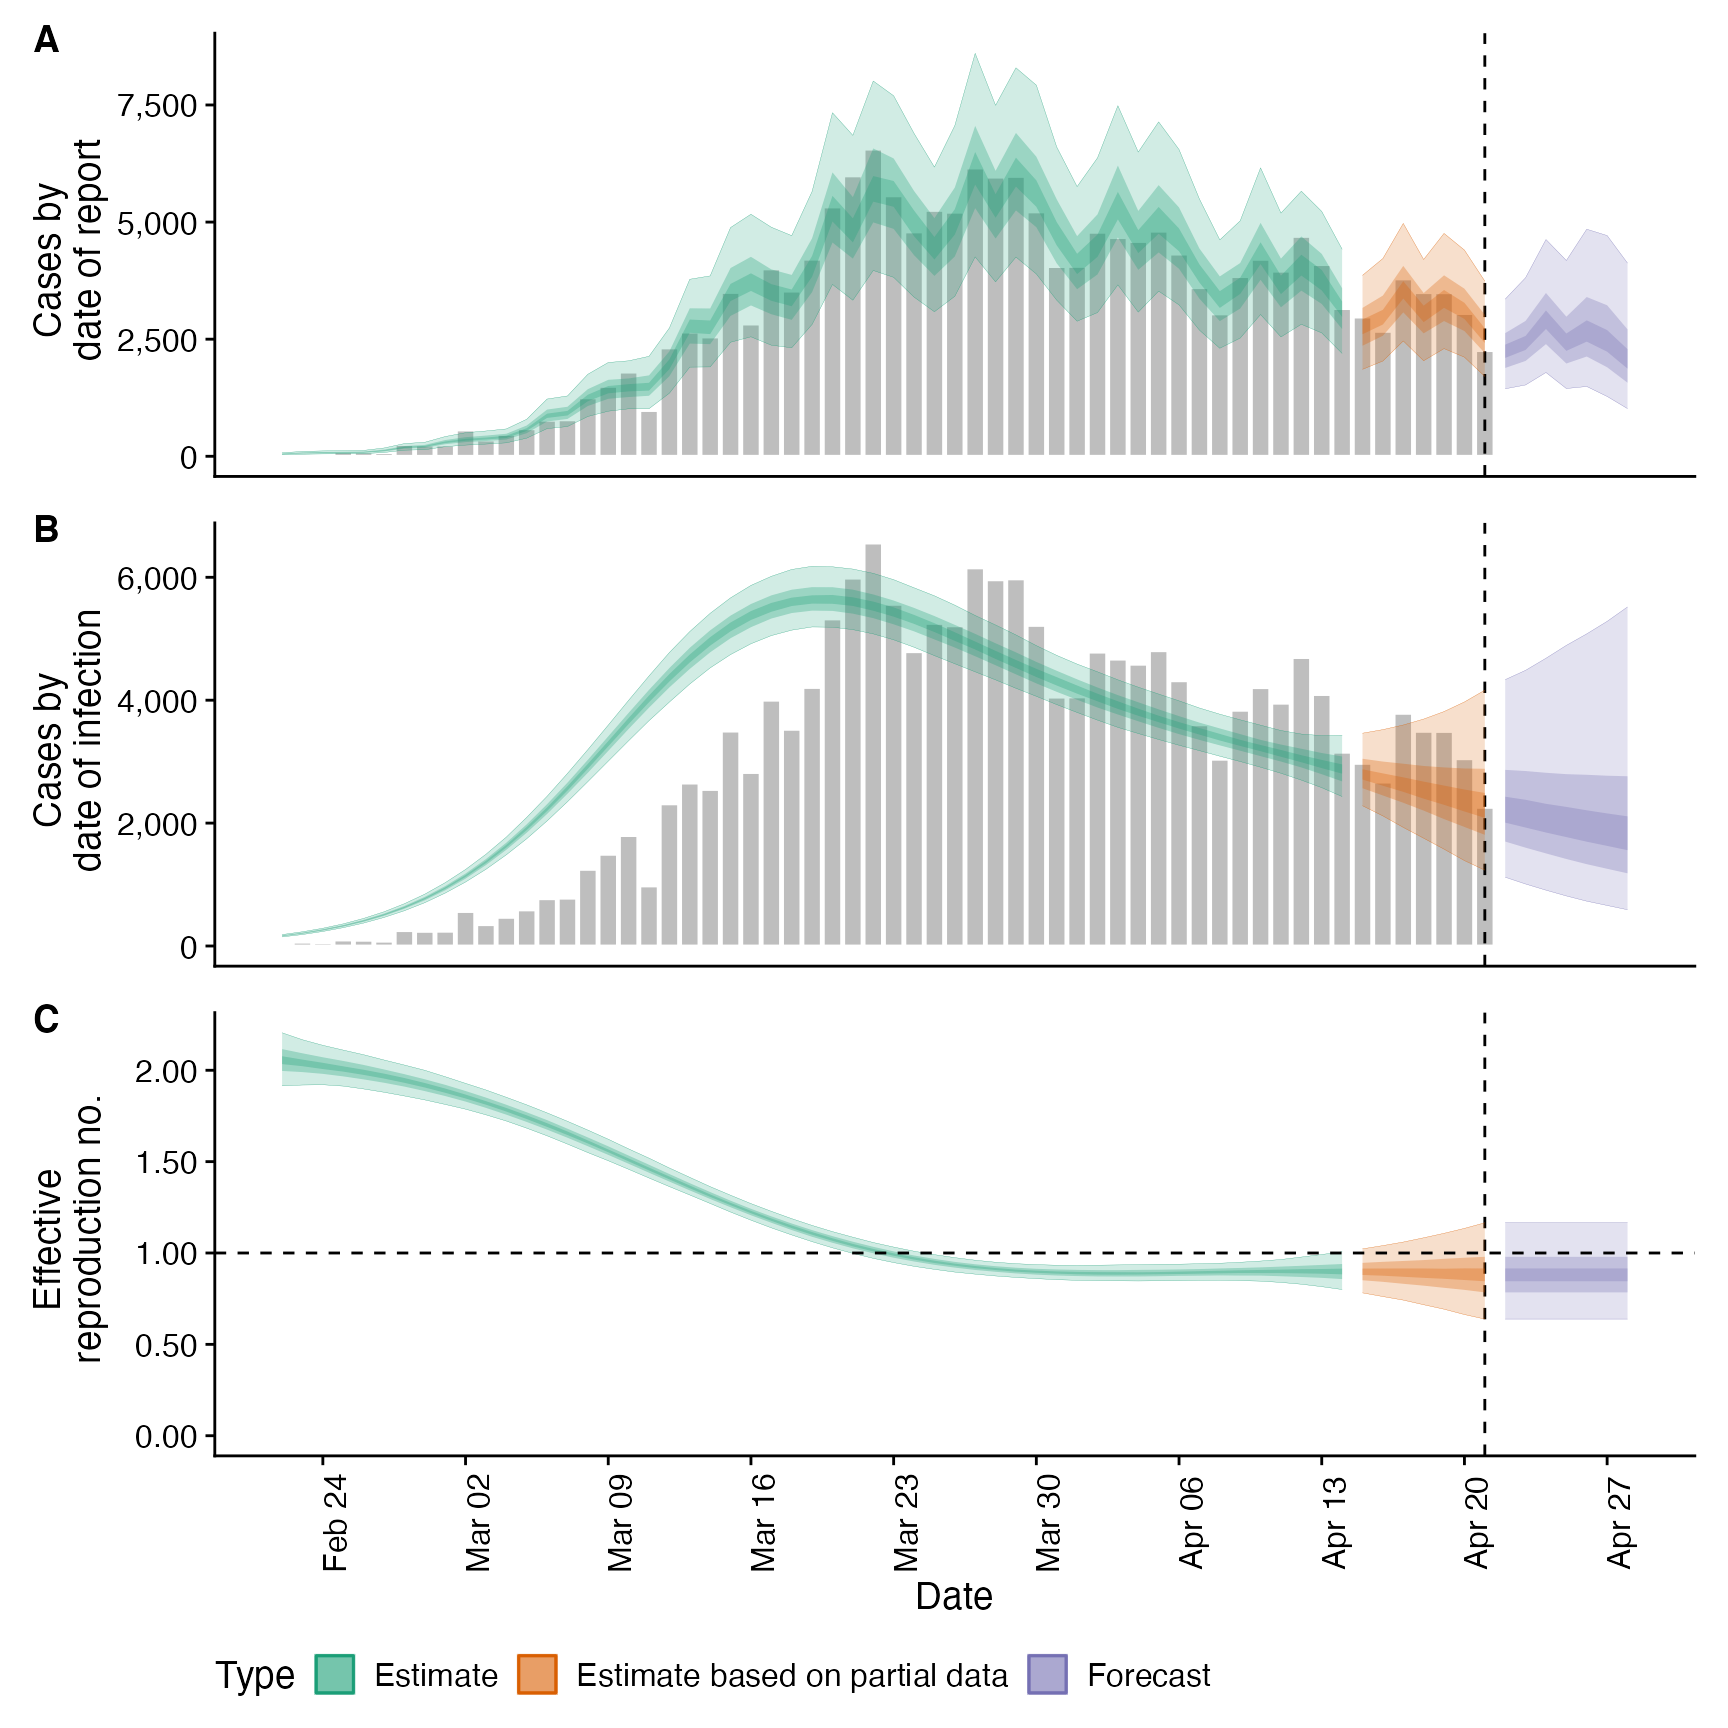 A
Cases by
date of report
7,500
5,000
2,500
0
B
Cases by
date of infection
6,000
4,000
2,000
0
C
Effective
reproduction no.
2.00
1.50
1.00
0.50
0.00
Feb 24
Mar 02
Mar 09
Mar 16
Mar 23
Mar 30
Apr 06
Apr 13
Apr 20
Apr 27
Date
Type Estimate Estimate based on partial data Forecast